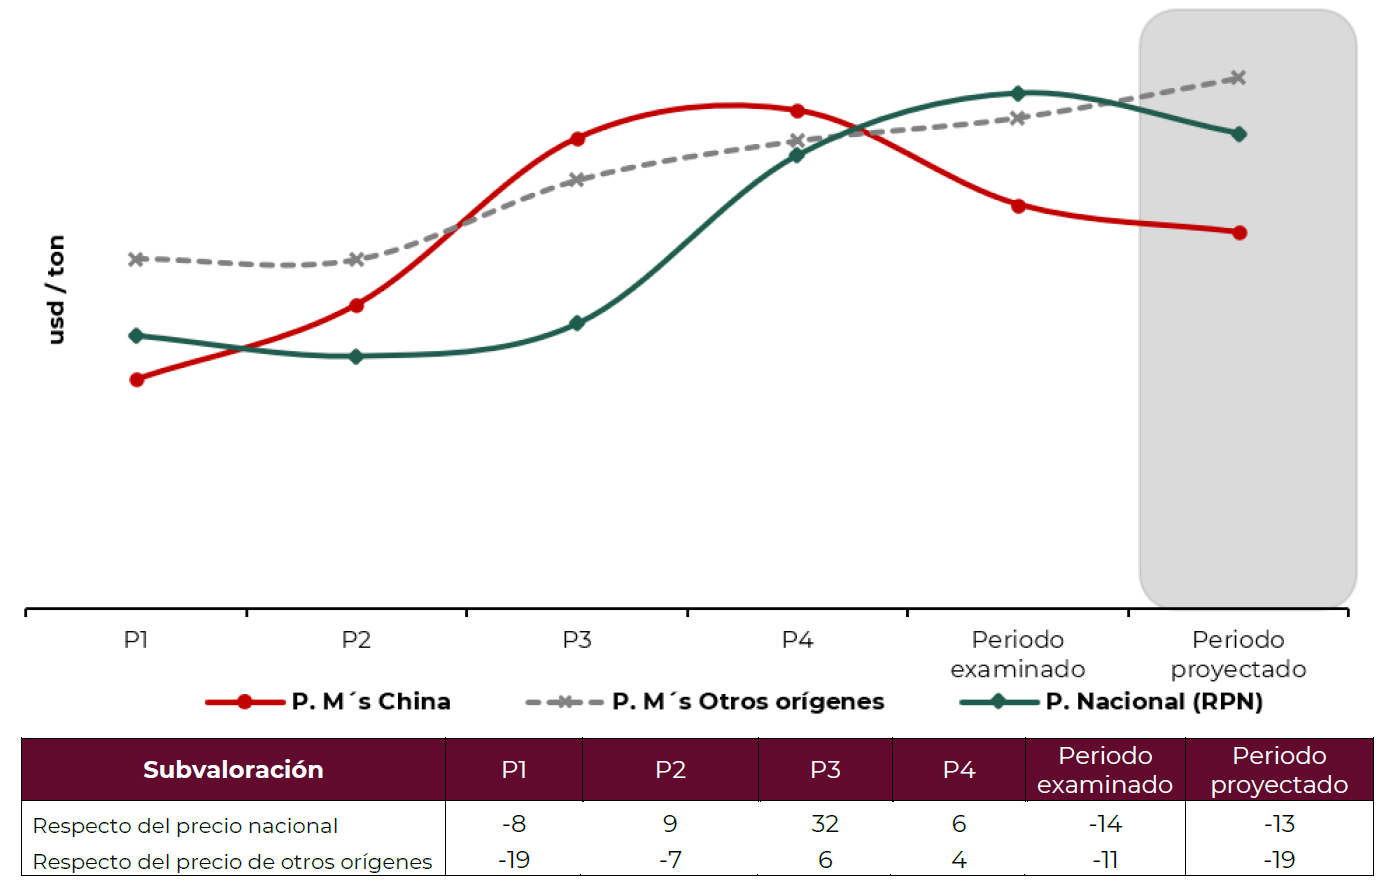 usd / ton
P1 P2 P3 P4 Periodo Periodo
examinado proyectado
P. M´s China P. M´s Otros orígenes P. Nacional (RPN)
Subvaloración P1 P2 P3 P4 Periodo examinado Periodo proyectado
Respecto del precio nacional -8 9 32 6 -14 -13
Respecto del precio de otros orígenes -19 -7 6 4 -11 -19